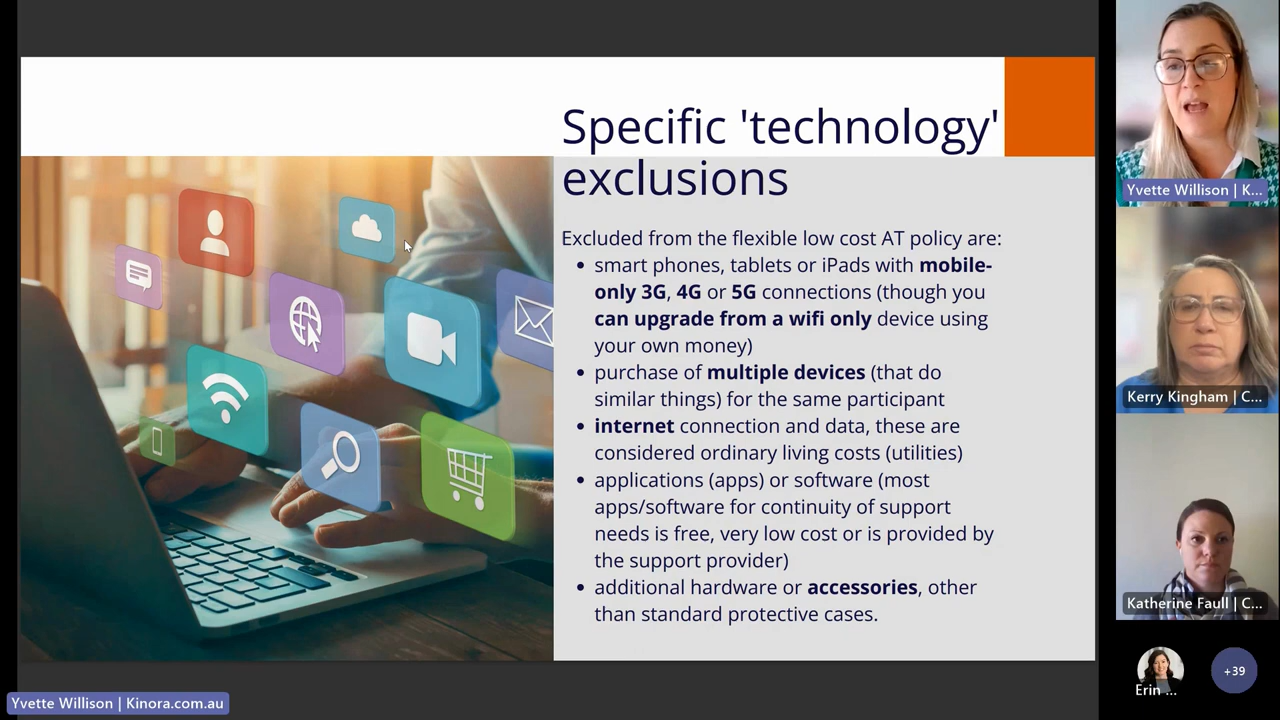 Specific 'technology'
exclusions
Excluded from the flexible low cost AT policy are:
• smart phones, tablets or iPads with mobile-
only 3G, 4G or 5G connections (though you
can upgrade from a wifi only device using
your own money)
• purchase of multiple devices (that do
similar things) for the same participant
• internet connection and data, these are
considered ordinary living costs (utilities)
• applications (apps) or software (most
apps/software for continuity of support
needs is free, very low cost or is provided by
the support provider)
• additional hardware or accessories, other
than standard protective cases.
Yvette Willison | K...
Kerry Kingham | C...
Katherine Faull | C...
Erin ...
+39
Yvette Willison | Kinora.com.au